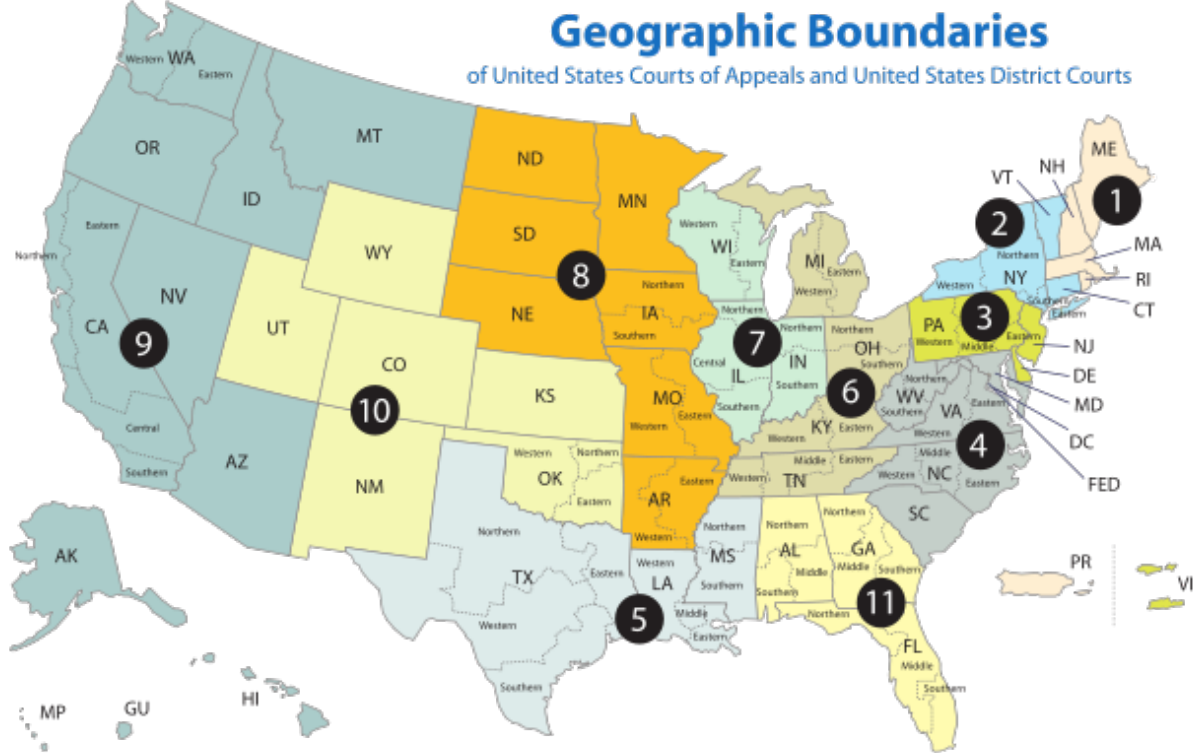 Geographic Boundaries
of United States Courts of Appeals and United States District Courts
Western WA
Eastern
OR
MT
ID
ND
MN
SD
WY
8
NE
Northern
IA
Southern
Western
WI
Eastern
MI
Eastern
Western
VT
NH
ME
1
2
Northern
NY
Western
Southern
Eastern
MA
RI
CT
3
PA
Western
Middle
Eastern
NJ
DE
MD
DC
FED
Eastern
Northern
NV
CA
9
Central
Southern
UT
CO
10
KS
AZ
NM
Western
Northern
OK
Eastern
MO
Western
Eastern
AR
Eastern
Western
7
Northern
Central
IL
Southern
Northern
IN
Southern
Northern
OH
Southern
6
KY
Western
Eastern
Western
Middle
Eastern
TN
Northern
WV
Southern
VA
Eastern
Western
4
Western
Middle
NC
Eastern
SC
Northern
TX
Eastern
Western
Southern
Western
LA
5
Middle
Eastern
Northern
MS
Southern
Northern
AL
Middle
Southern
Northern
GA
Middle
Southern
11
Northern
FL
Middle
Southern
PR
VI
AK
HI
MP
GU